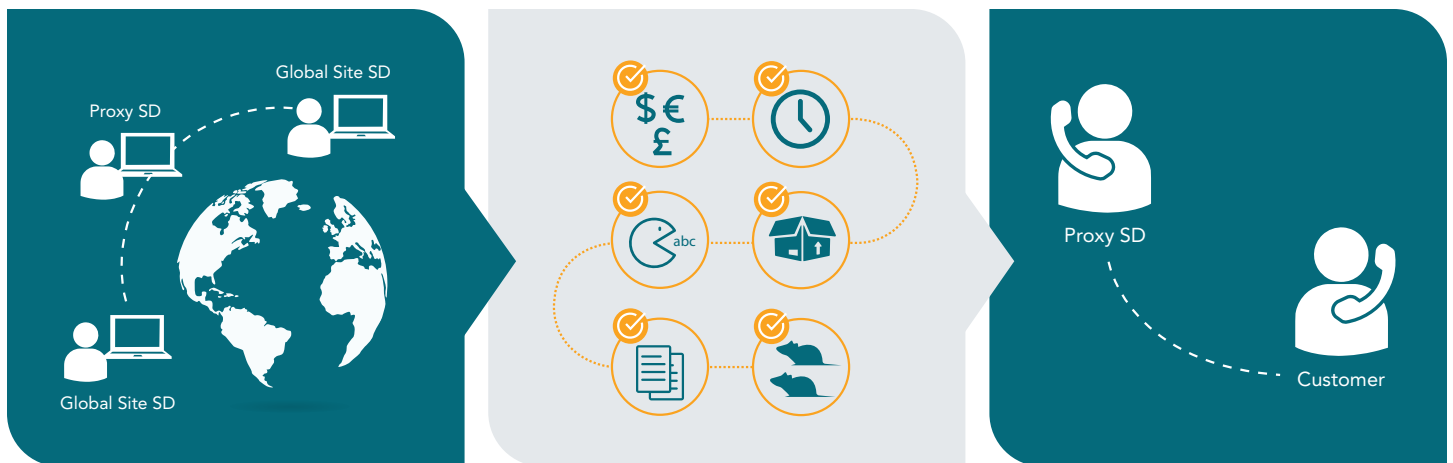 Global Site SD
Proxy SD
Global Site SD
$ €
£
abc
Proxy SD
Customer